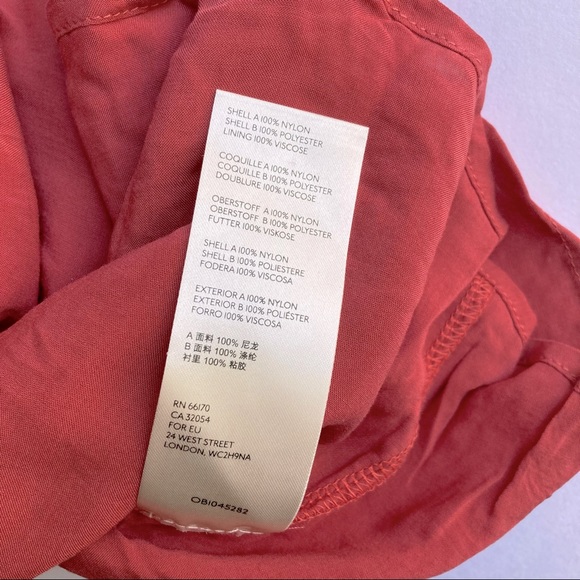 SHELL A 100% NYLON
SHELL B 100% POLYESTER
LINING 100% VISCOSE
COQUILLE A 100% NYLON
COQUILLE B 100% POLYESTER
DOUBLURE 100% VISCOSE
OBERSTOFF A 100% NYLON
OBERSTOFF B 100% POLYESTER
FUTTER 100% VISKOSE
SHELL A 100% NYLON
SHELL B 100% POLIESTERE
FODERA 100% VISCOSA
EXTERIOR A 100% NYLON
EXTERIOR B 100% POLIÉSTER
FORRO 100% VISCOSA
A 面料 100% 尼龙
B 面料 100% 涤纶
衬里 100% 粘胶
RN 66170
CA 32054
FOR EU
24 WEST STREET
LONDON, WC2H9NA
OB1045282